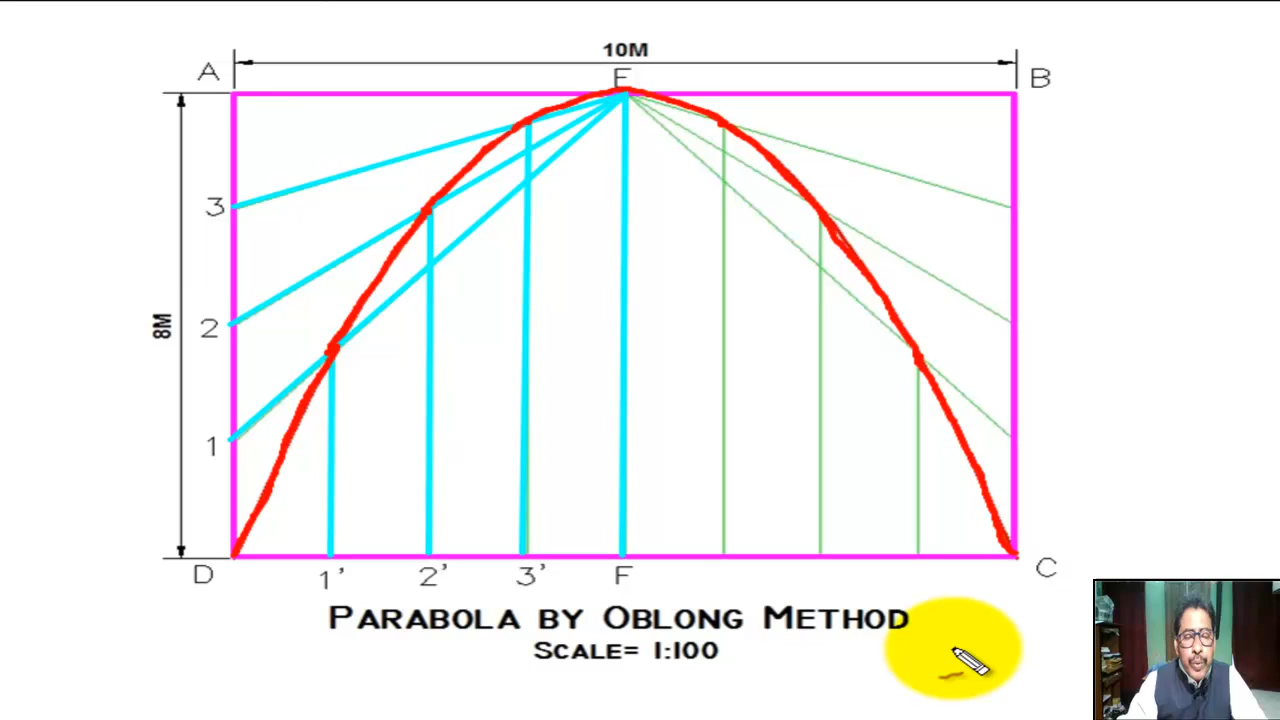 10M
A E B
3
8M
2
1
D 1' 2' 3' F C
PARABOLA BY OBLONG METHOD
SCALE= 1:100